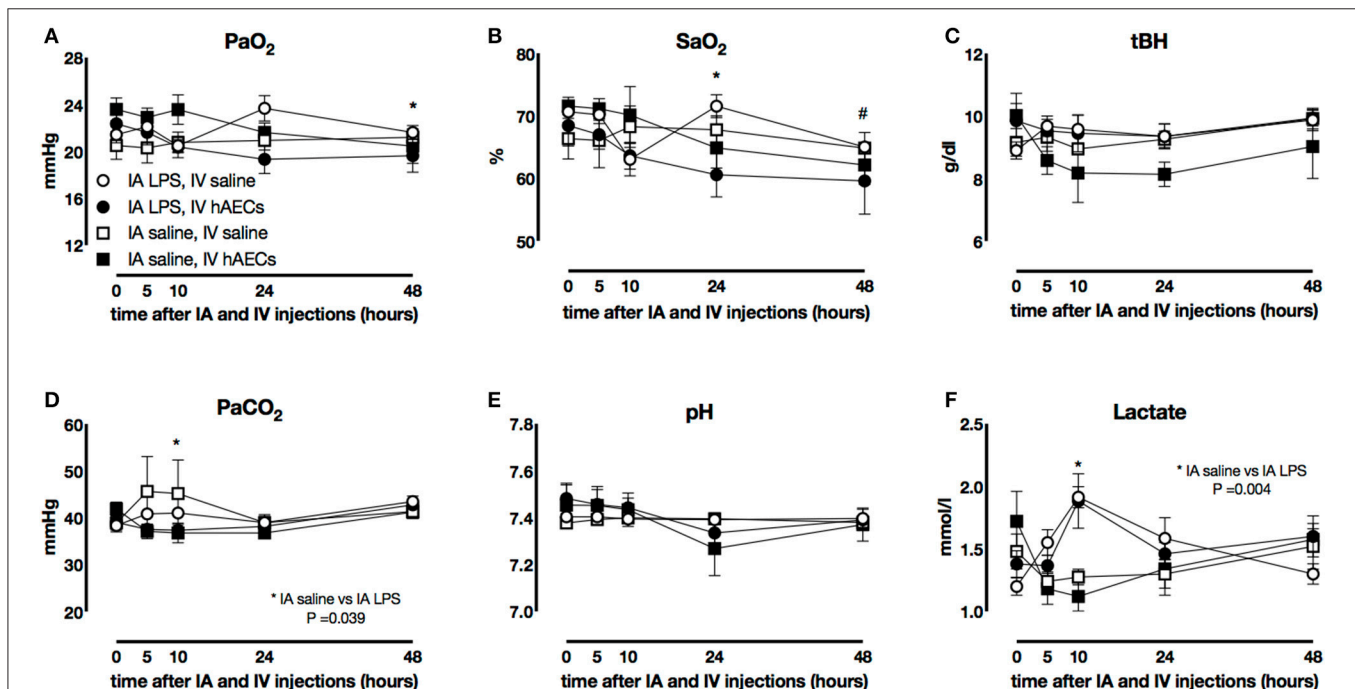 A
PaO2
28
24
20
16
12
mmHg
*
IA LPS, IV saline
IA LPS, IV hAECs
IA saline, IV saline
IA saline, IV hAECs
0 5 10 24 48
time after IA and IV injections (hours)
B
SaO2
80
70
60
50
%
*
#
0 5 10 24 48
time after IA and IV injections (hours)
C
tBH
12
10
8
6
g/dl
0 5 10 24 48
time after IA and IV injections (hours)
D
PaCO2
60
50
40
30
20
mmHg
*
* IA saline vs IA LPS
P =0.039
0 5 10 24 48
time after IA and IV injections (hours)
E
pH
7.8
7.6
7.4
7.2
7.0
0 5 10 24 48
time after IA and IV injections (hours)
F
Lactate
2.5
2.0
1.5
1.0
mmol/l
*
* IA saline vs IA LPS
P =0.004
0 5 10 24 48
time after IA and IV injections (hours)